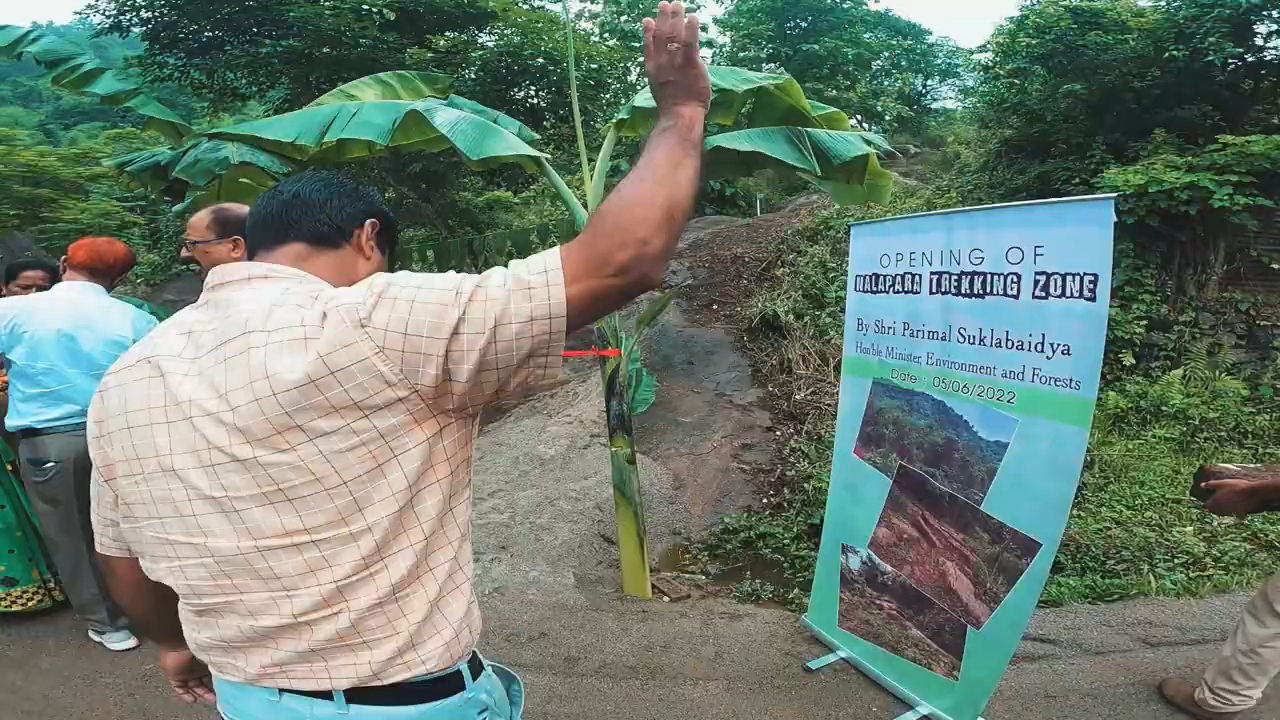 OPENING OF
NALAPARA TREKKING ZONE
By Shri Parimal Suklabaidya
Hon'ble Minister, Environment and Forests
Date : 05/06/2022